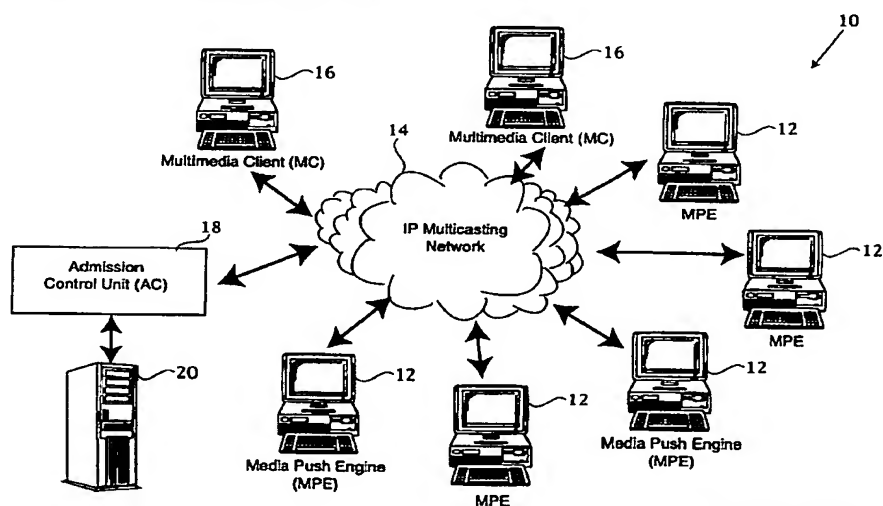 10
16
16
Multimedia Client (MC)
Multimedia Client (MC)
12
MPE
14
IP Multicasting
Network
12
MPE
18
Admission
Control Unit (AC)
20
12
Media Push Engine
(MPE)
12
MPE
12
Media Push Engine
(MPE)